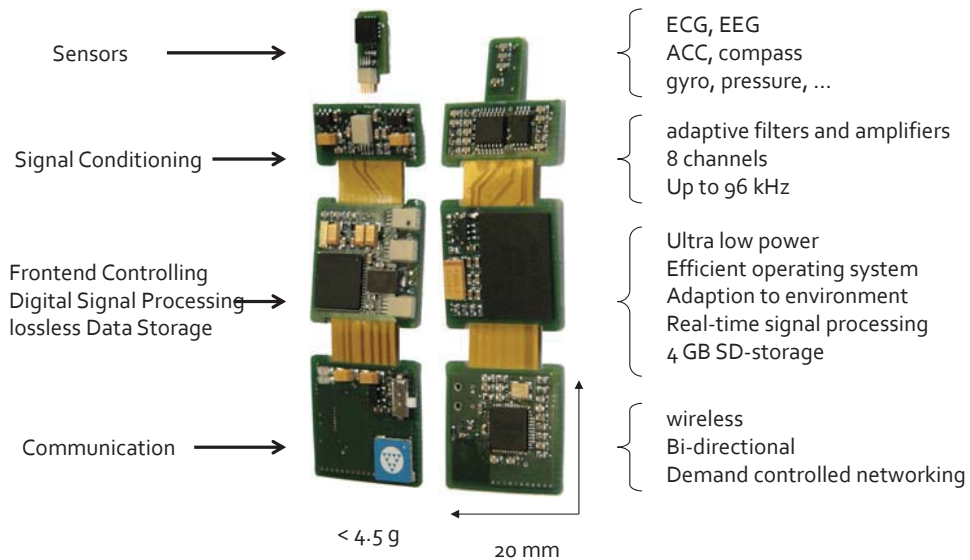 Sensors
ECG, EEG
ACC, compass
gyro, pressure, ...
Signal Conditioning
adaptive filters and amplifiers
8 channels
Up to 96 kHz
Frontend Controlling
Digital Signal Processing
lossless Data Storage
Ultra low power
Efficient operating system
Adaption to environment
Real-time signal processing
4 GB SD-storage
Communication
wireless
Bi-directional
Demand controlled networking
< 4.5 g
20 mm